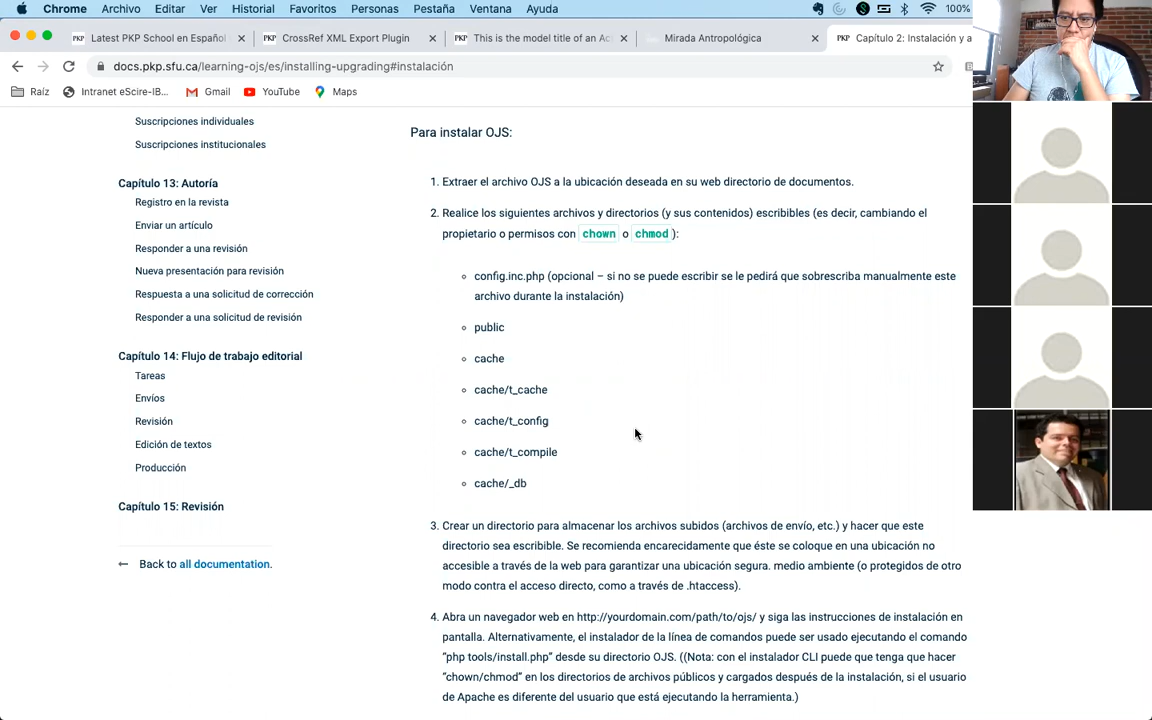 Chrome Archivo Editar Ver Historial Favoritos Personas Pestaña Ventana Ayuda 100%
PKP Latest PKP School en Español PKP CrossRef XML Export Plugin PKP This is the model title of an Ac Mirada Antropológica PKP Capítulo 2: Instalación y a
docs.pkp.sfu.ca/learning-ojs/es/installing-upgrading#instalación
Raíz Intranet eScire-IB... Gmail YouTube Maps
Suscripciones individuales
Suscripciones institucionales
Capítulo 13: Autoría
Registro en la revista
Enviar un artículo
Responder a una revisión
Nueva presentación para revisión
Respuesta a una solicitud de corrección
Responder a una solicitud de revisión
Capítulo 14: Flujo de trabajo editorial
Tareas
Envíos
Revisión
Edición de textos
Producción
Capítulo 15: Revisión
Back to all documentation.
Para instalar OJS:
1. Extraer el archivo OJS a la ubicación deseada en su web directorio de documentos.
2. Realice los siguientes archivos y directorios (y sus contenidos) escribibles (es decir, cambiando el
propietario o permisos con chown o chmod ):
config.inc.php (opcional – si no se puede escribir se le pedirá que sobrescriba manualmente este
archivo durante la instalación)
public
cache
cache/t_cache
cache/t_config
cache/t_compile
cache/_db
3. Crear un directorio para almacenar los archivos subidos (archivos de envío, etc.) y hacer que este
directorio sea escribible. Se recomienda encarecidamente que éste se coloque en una ubicación no
accesible a través de la web para garantizar una ubicación segura. medio ambiente (o protegidos de otro
modo contra el acceso directo, como a través de .htaccess).
4. Abra un navegador web en http://yourdomain.com/path/to/ojs/ y siga las instrucciones de instalación en
pantalla. Alternativamente, el instalador de la línea de comandos puede ser usado ejecutando el comando
“php tools/install.php” desde su directorio OJS. ((Nota: con el instalador CLI puede que tenga que hacer
“chown/chmod” en los directorios de archivos públicos y cargados después de la instalación, si el usuario
de Apache es diferente del usuario que está ejecutando la herramienta.)